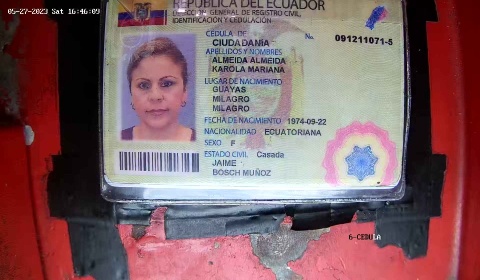 05-27-2023 Sat 16:46:09
REPÚBLICA DEL ECUADOR
DIRECCIÓN GENERAL DE REGISTRO CIVIL,
IDENTIFICACIÓN Y CEDULACIÓN
CÉDULA DE No. 091211071-5
CIUDADANÍA
APELLIDOS Y NOMBRES
ALMEIDA ALMEIDA
KAROLA MARIANA
LUGAR DE NACIMIENTO
GUAYAS
MILAGRO
MILAGRO
FECHA DE NACIMIENTO 1974-09-22
NACIONALIDAD ECUATORIANA
SEXO F
ESTADO CIVIL Casada
JAIME
BOSCH MUÑOZ
6-CEDULA